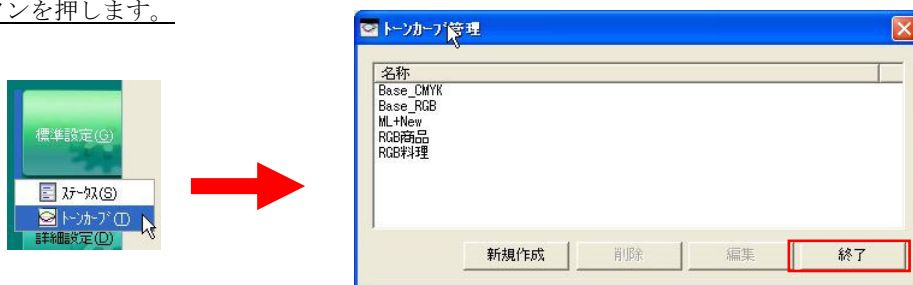 ンを押します。
標準設定(G)
ステータス(S)
トーンカーブ(T)
詳細設定(D)
トーンカーブ管理
名称
Base_CMYK
Base_RGB
ML+New
RGB商品
RGB料理
新規作成
削除
編集
終了